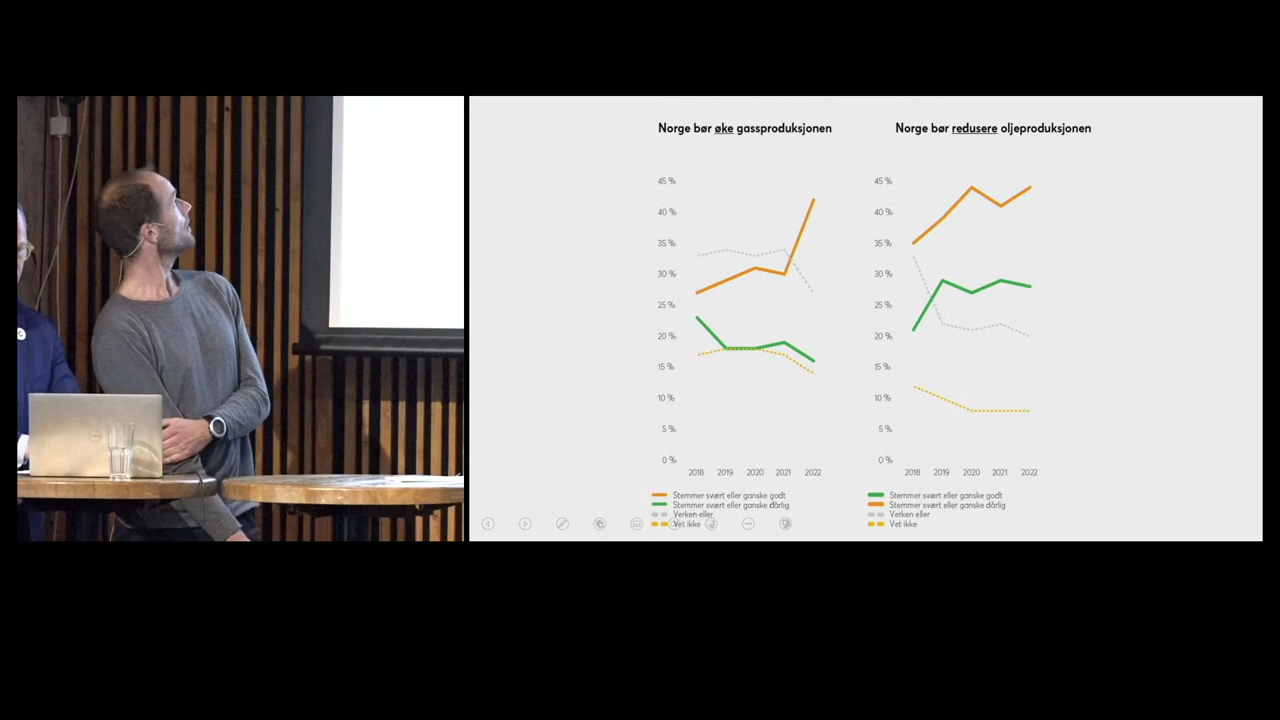 Norge bør øke gassproduksjonen
45 %
40 %
35 %
30 %
25 %
20 %
15 %
10 %
5 %
0 %
2018 2019 2020 2021 2022
Stemmer svært eller ganske godt
Stemmer svært eller ganske dårlig
Verken eller
Vet ikke
Norge bør redusere oljeproduksjonen
45 %
40 %
35 %
30 %
25 %
20 %
15 %
10 %
5 %
0 %
2018 2019 2020 2021 2022
Stemmer svært eller ganske godt
Stemmer svært eller ganske dårlig
Verken eller
Vet ikke